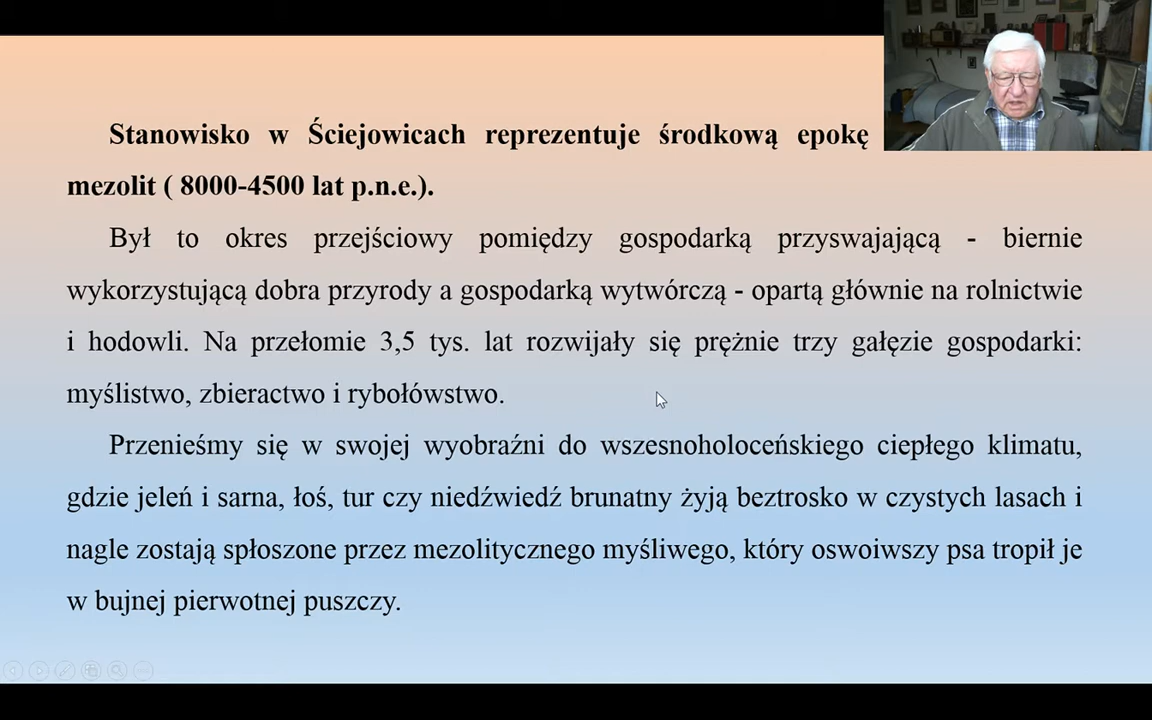 Stanowisko w Ściejowicach reprezentuje środkową epokę
mezolit ( 8000-4500 lat p.n.e.).
Był to okres przejściowy pomiędzy gospodarką przyswajającą - biernie
wykorzystującą dobra przyrody a gospodarką wytwórczą - opartą głównie na rolnictwie
i hodowli. Na przełomie 3,5 tys. lat rozwijały się prężnie trzy gałęzie gospodarki:
myślistwo, zbieractwo i rybołówstwo.
Przenieśmy się w swojej wyobraźni do wszesnoholoceńskiego ciepłego klimatu,
gdzie jeleń i sarna, łoś, tur czy niedźwiedź brunatny żyją beztrosko w czystych lasach i
nagle zostają spłoszone przez mezolitycznego myśliwego, który oswoiwszy psa tropił je
w bujnej pierwotnej puszczy.